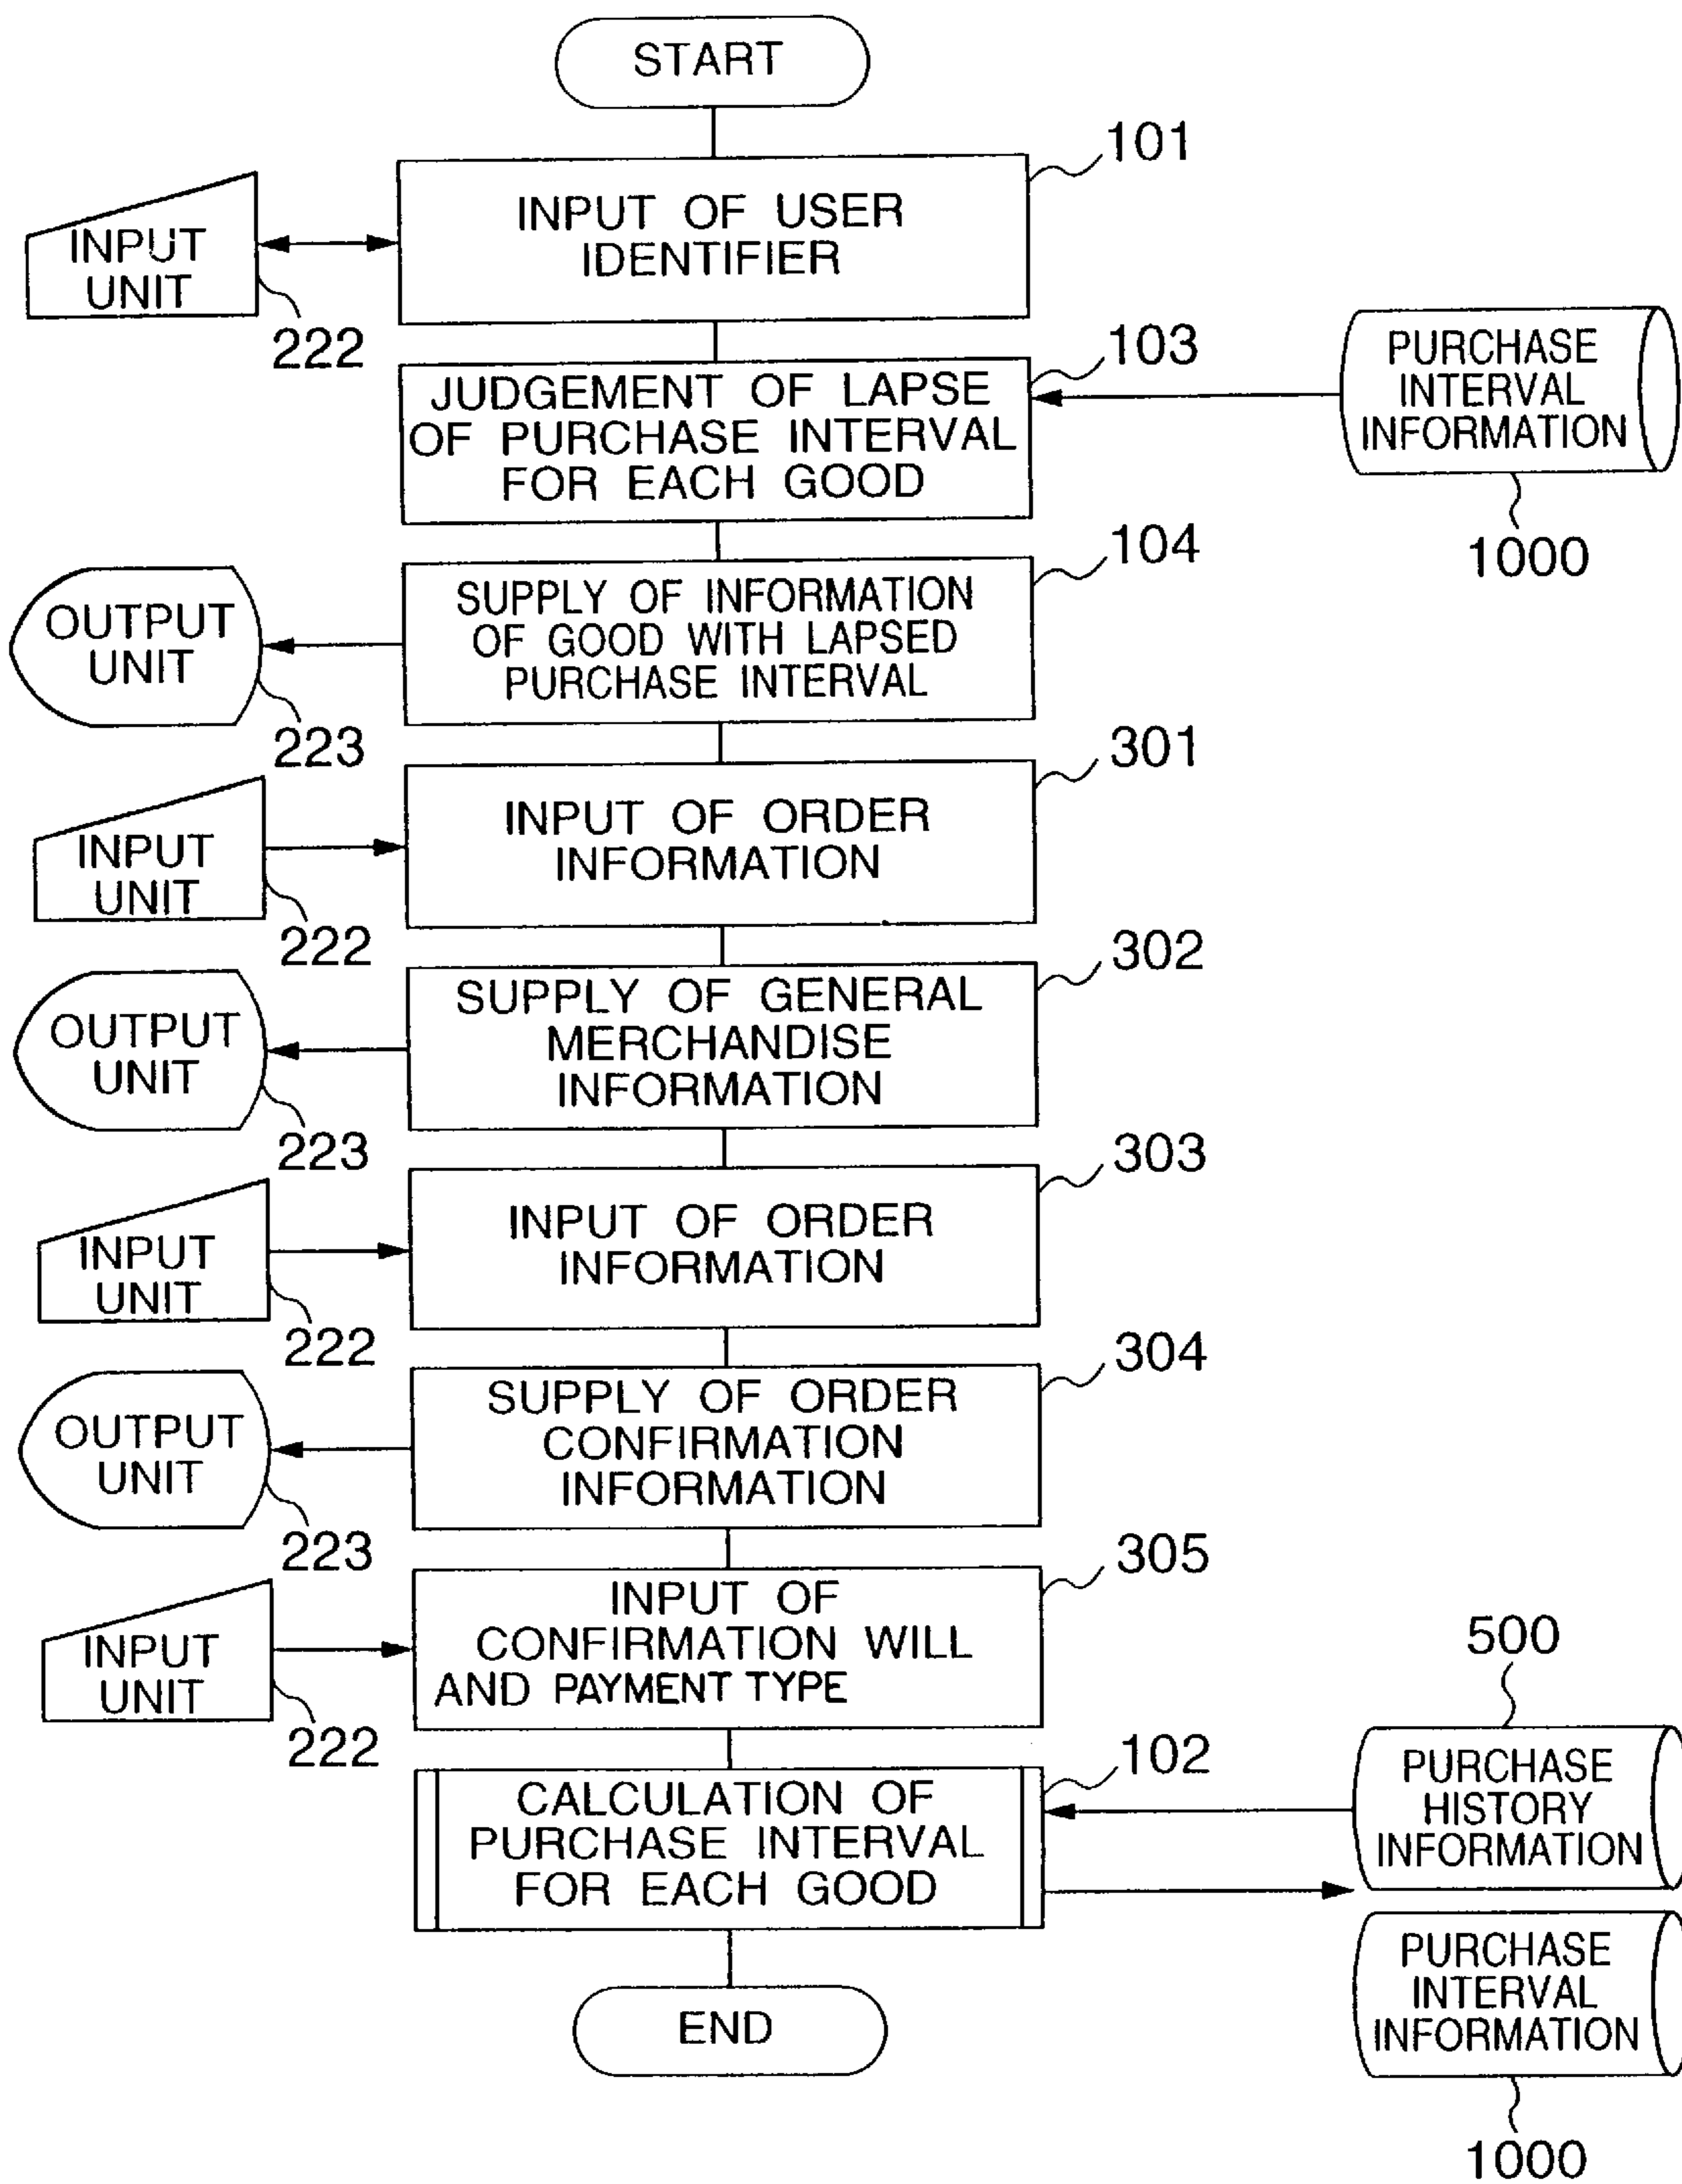 START
101
INPUT OF USER
IDENTIFIER
INPUT
UNIT
222
103
JUDGEMENT OF LAPSE
OF PURCHASE INTERVAL
FOR EACH GOOD
PURCHASE
INTERVAL
INFORMATION
1000
104
SUPPLY OF INFORMATION
OF GOOD WITH LAPSED
PURCHASE INTERVAL
OUTPUT
UNIT
223
301
INPUT OF ORDER
INFORMATION
INPUT
UNIT
222
302
SUPPLY OF GENERAL
MERCHANDISE
INFORMATION
OUTPUT
UNIT
223
303
INPUT OF ORDER
INFORMATION
INPUT
UNIT
222
304
SUPPLY OF ORDER
CONFIRMATION
INFORMATION
OUTPUT
UNIT
223
305
INPUT OF
CONFIRMATION WILL
AND PAYMENT TYPE
INPUT
UNIT
222
102
CALCULATION OF
PURCHASE INTERVAL
FOR EACH GOOD
500
PURCHASE
HISTORY
INFORMATION
PURCHASE
INTERVAL
INFORMATION
1000
END